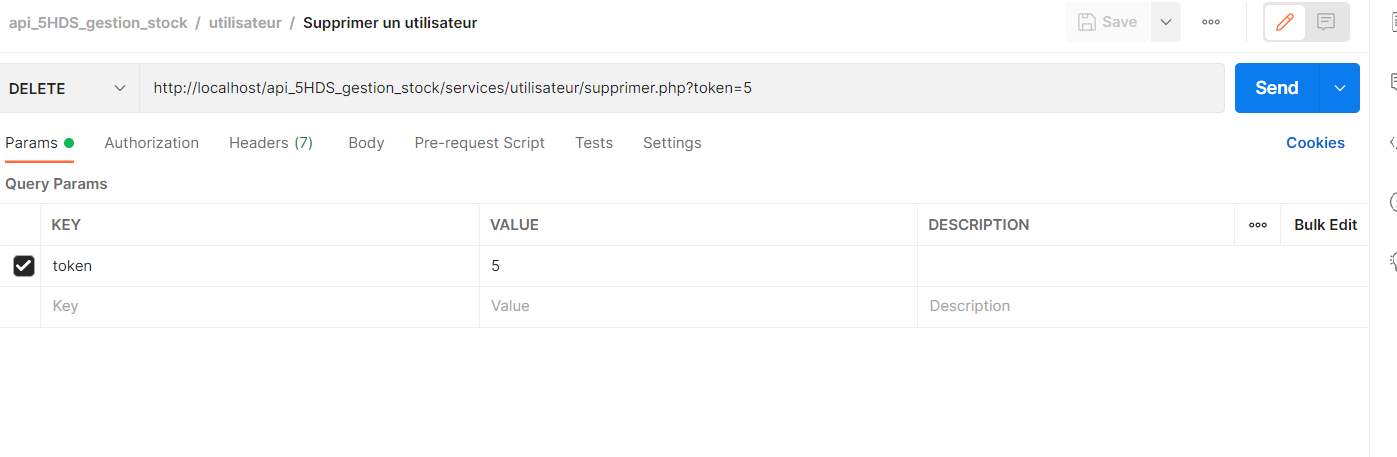 api_5HDS_gestion_stock / utilisateur / Supprimer un utilisateur
Save
DELETE
http://localhost/api_5HDS_gestion_stock/services/utilisateur/supprimer.php?token=5
Send
Params Authorization Headers (7) Body Pre-request Script Tests Settings Cookies
Query Params
KEY VALUE DESCRIPTION Bulk Edit
token 5
Key Value Description